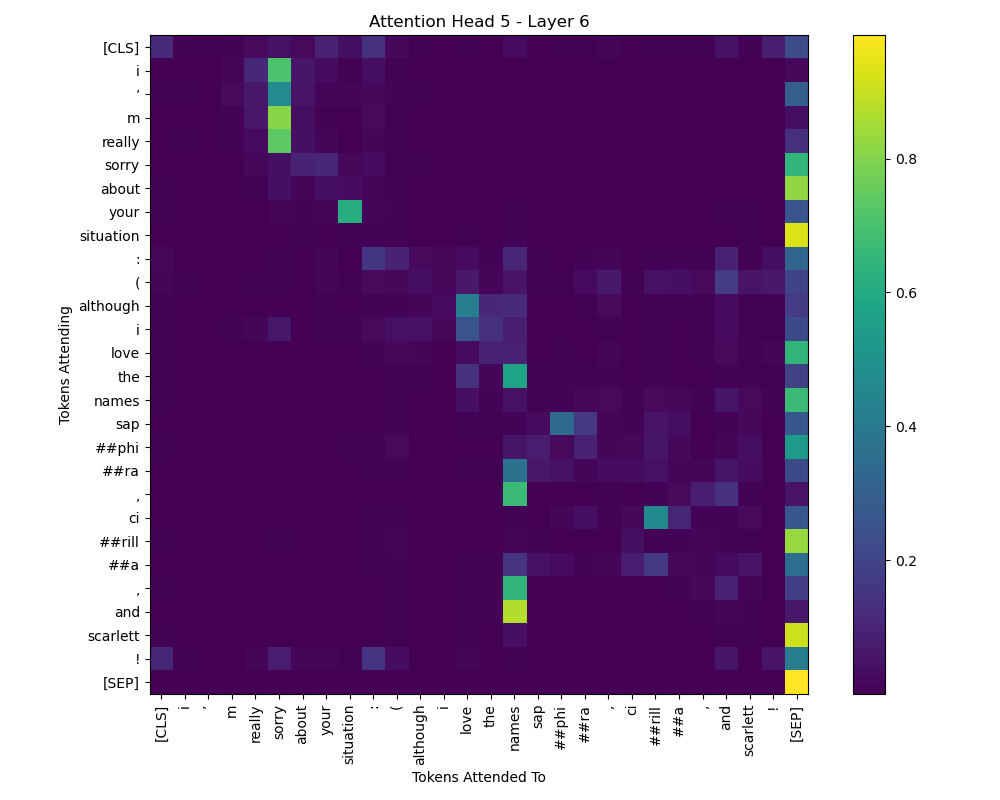 Attention Head 5 - Layer 6
Tokens Attending
[CLS]
i
’
m
really
sorry
about
your
situation
:
(
although
i
love
the
names
sap
##phi
##ra
,
ci
##rill
##a
,
and
scarlett
!
[SEP]
[CLS]
i
’
m
really
sorry
about
your
situation
:
(
although
i
love
the
names
sap
##phi
##ra
,
ci
##rill
##a
,
and
scarlett
!
[SEP]
Tokens Attended To
0.8
0.6
0.4
0.2